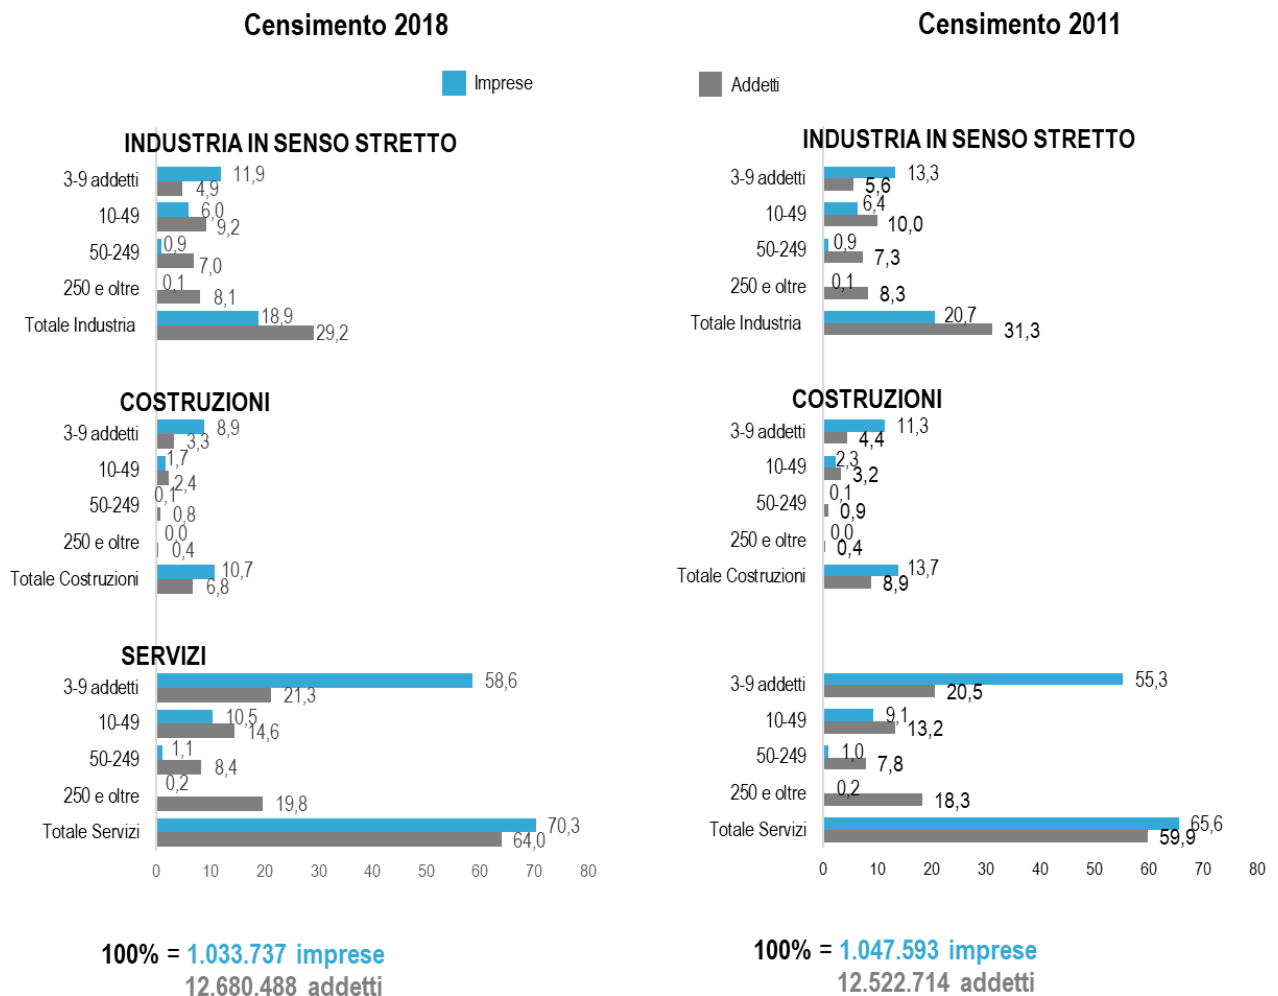 Censimento 2018
Censimento 2011
Imprese
Addetti
INDUSTRIA IN SENSO STRETTO
3-9 addetti 11,9
4,9
10-49 6,0
9,2
50-249 0,9
7,0
250 e oltre 0,1
8,1
Totale Industria 18,9
29,2
COSTRUZIONI
3-9 addetti 8,9
3,3
10-49 1,7
2,4
50-249 0,1
0,8
250 e oltre 0,0
0,4
Totale Costruzioni 10,7
6,8
SERVIZI
3-9 addetti 58,6
21,3
10-49 10,5
14,6
50-249 1,1
8,4
250 e oltre 0,2
19,8
Totale Servizi 70,3
64,0
0 10 20 30 40 50 60 70 80
100% = 1.033.737 imprese
12.680.488 addetti
INDUSTRIA IN SENSO STRETTO
3-9 addetti 13,3
5,6
10-49 6,4
10,0
50-249 0,9
7,3
250 e oltre 0,1
8,3
Totale Industria 20,7
31,3
COSTRUZIONI
3-9 addetti 11,3
4,4
10-49 2,3
3,2
50-249 0,1
0,9
250 e oltre 0,0
0,4
Totale Costruzioni 13,7
8,9
3-9 addetti 55,3
20,5
10-49 9,1
13,2
50-249 1,0
7,8
250 e oltre 0,2
18,3
Totale Servizi 65,6
59,9
0 10 20 30 40 50 60 70 80
100% = 1.047.593 imprese
12.522.714 addetti